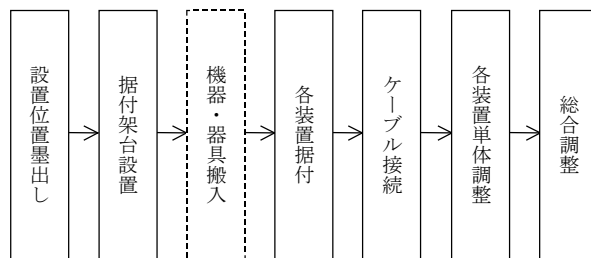 設置位置墨出し
据付架台設置
機器・器具搬入
各装置据付
ケーブル接続
各装置単体調整
総合調整